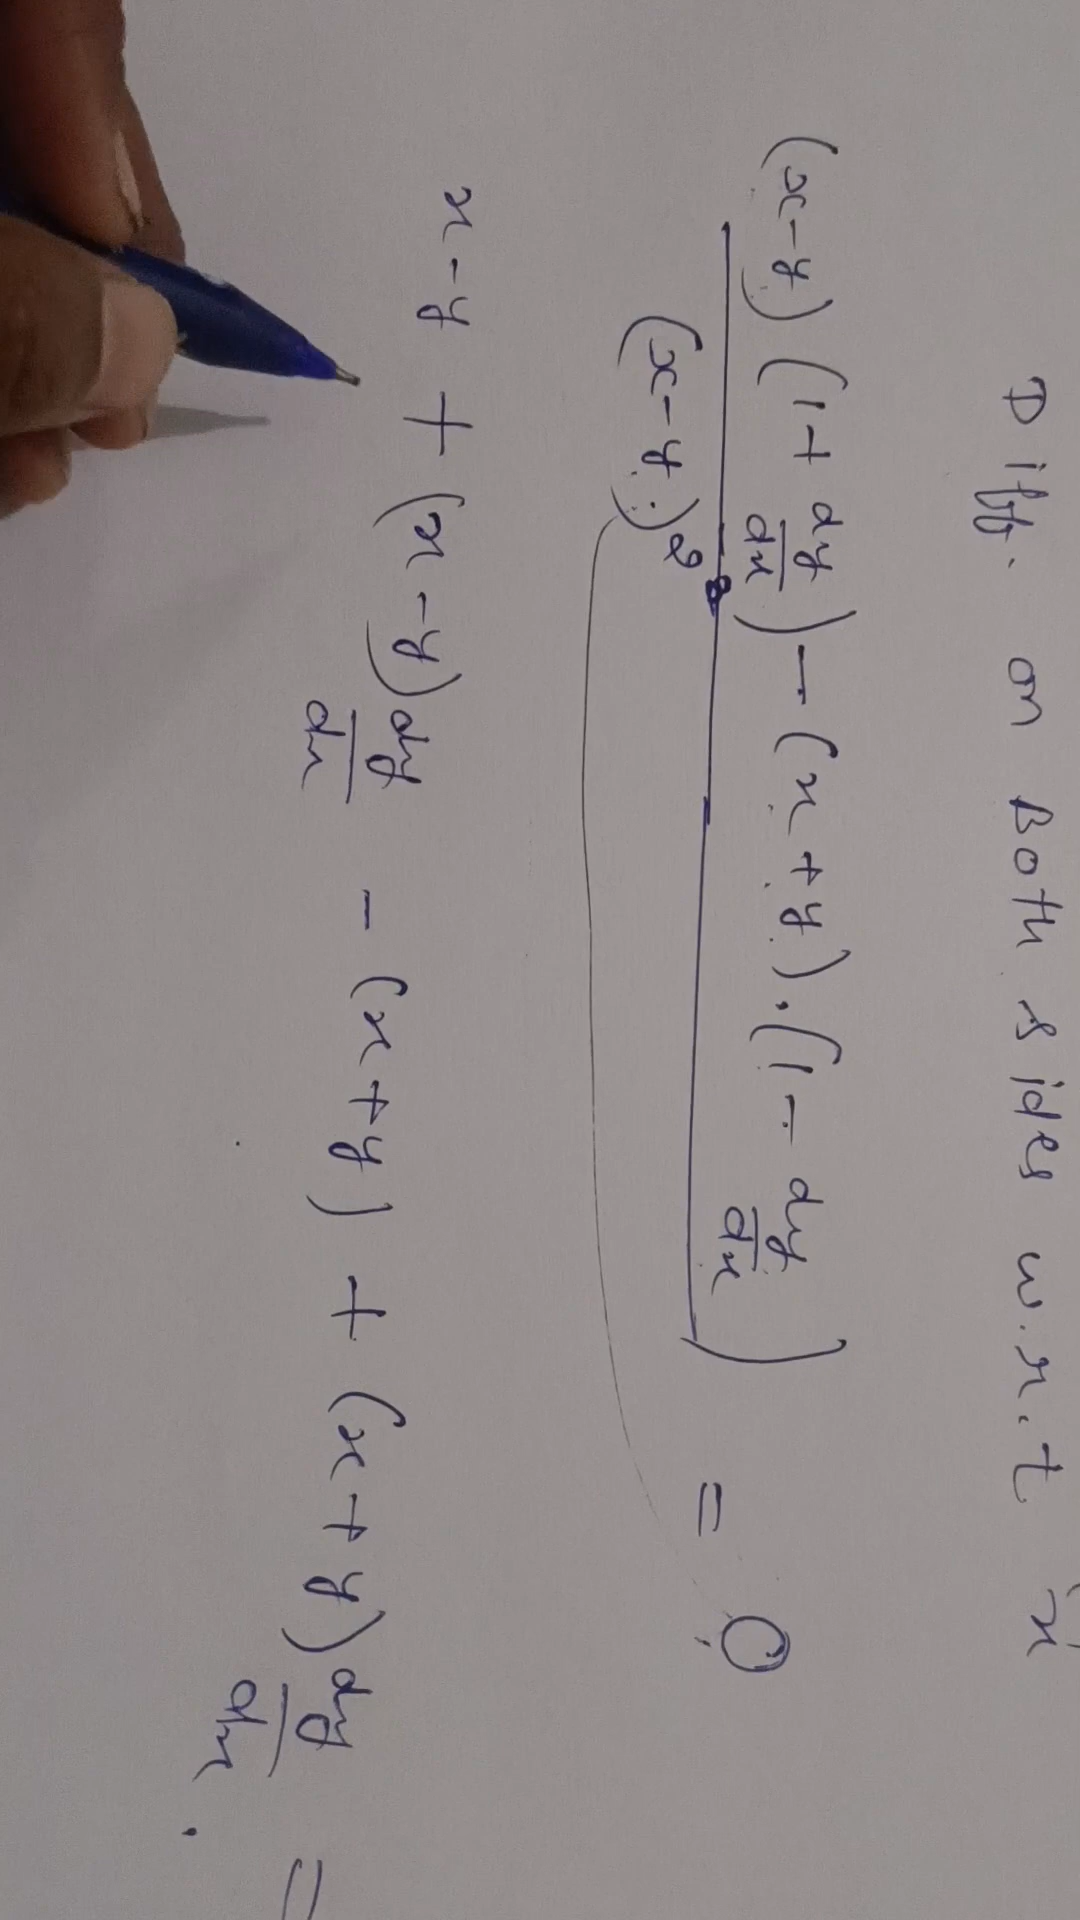 Diff. on Both sides w.r.t 'x'
(x-y) (1 + dy/dx) - (x + y) . (1 - dy/dx)
(x-y)² = 0
x - y + (x - y) dy/dx - (x + y) + (x + y) dy/dx . =